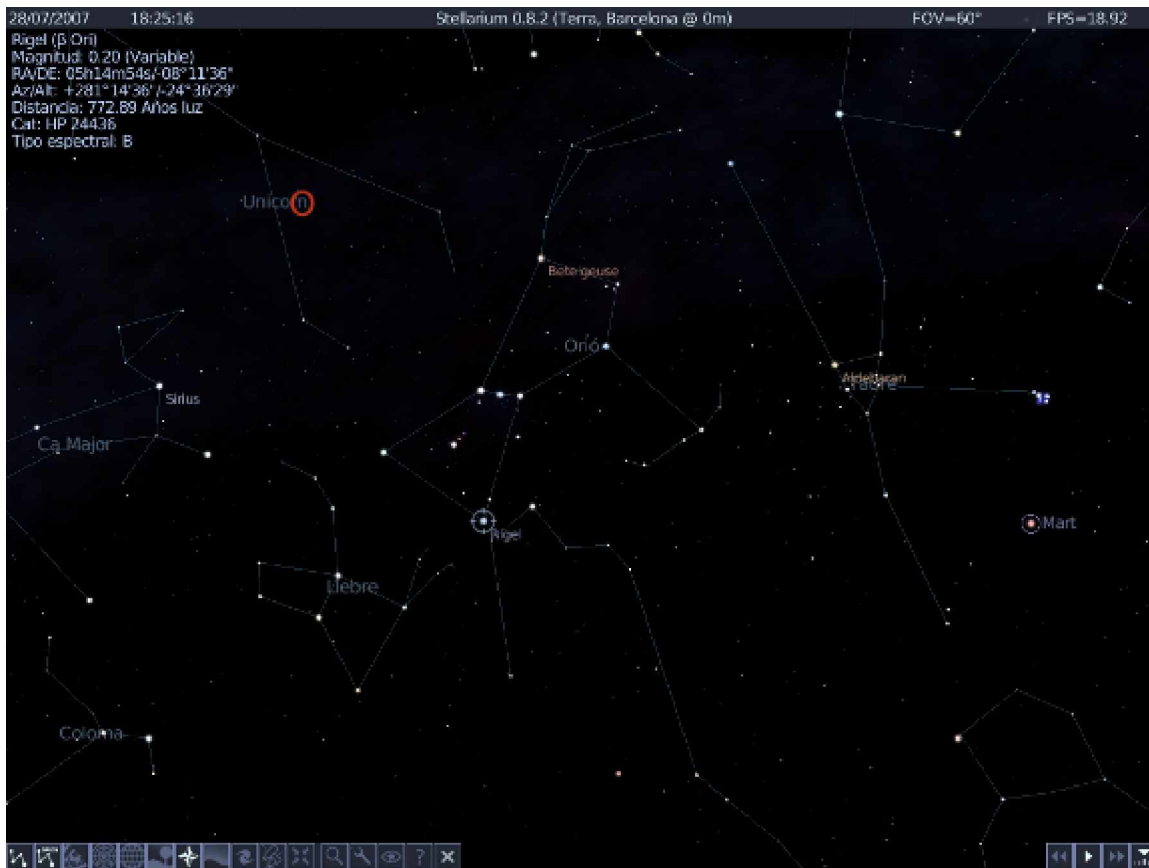 28/07/2007 18:25:16 Stellarium 0.8.2 (Terra, Barcelona @ 0m) FOV=60° FPS=18.92
Rigel (β Ori)
Magnitud: 0.20 (Variable)
RA/DE: 05h14m54s/-08°11'36"
Az/Alt: +281°14'36"/-24°36'29"
Distancia: 772.89 Años luz
Cat: HP 24436
Tipo espectral: B
Unicorn
Betelgeuse
Orió
Aldebaran
Taure
Sirius
Ca Major
Mart
Rigel
Llebre
Coloma